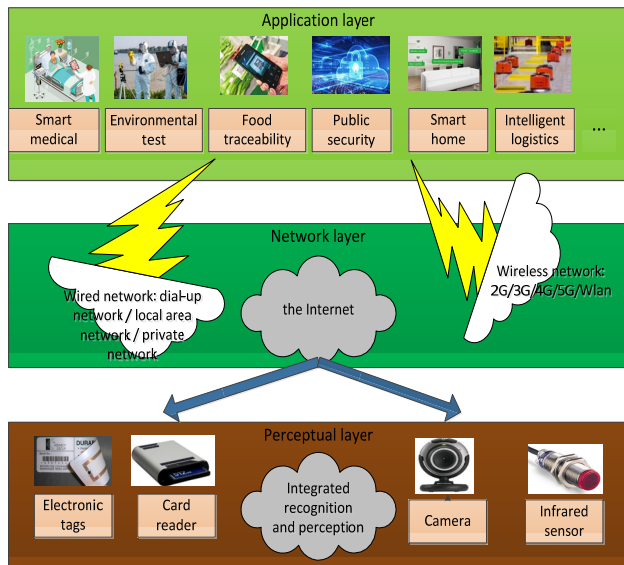 Application layer
Smart
medical
Environmental
test
Food
traceability
Public
security
Smart
home
Intelligent
logistics
...
Network layer
Wired network: dial-up
network / local area
network / private
network
the Internet
Wireless network:
2G/3G/4G/5G/Wlan
Perceptual layer
DURAB
Electronic
tags
Card
reader
Integrated
recognition
and perception
Camera
Infrared
sensor